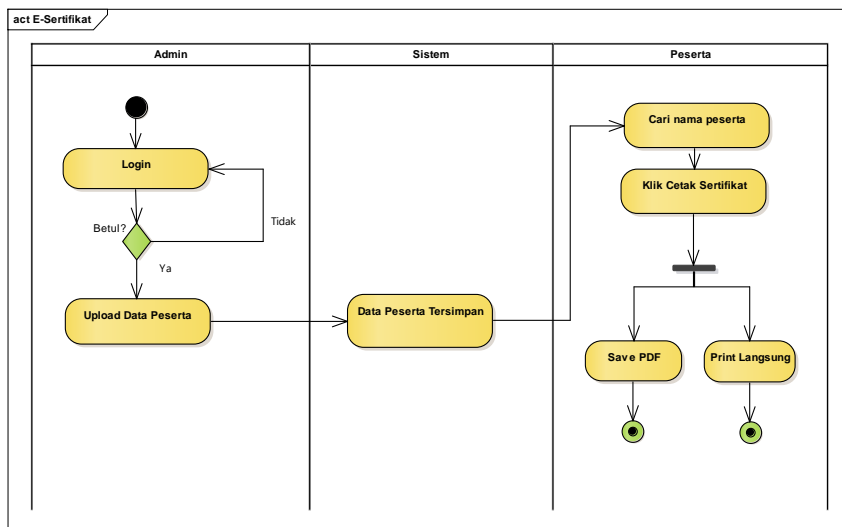 act E-Sertifikat
Admin
Sistem
Peserta
Login
Betul?
Tidak
Ya
Upload Data Peserta
Data Peserta Tersimpan
Cari nama peserta
Klik Cetak Sertifikat
Save PDF
Print Langsung